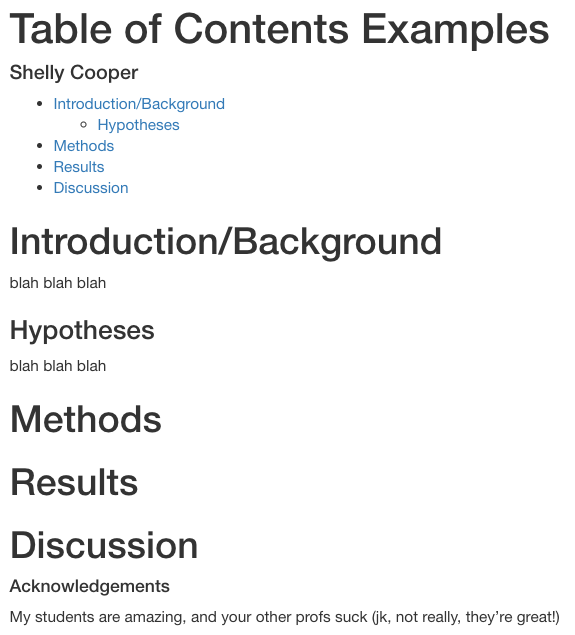 Table of Contents Examples
Shelly Cooper
Introduction/Background
Hypotheses
Methods
Results
Discussion
Introduction/Background
blah blah blah
Hypotheses
blah blah blah
Methods
Results
Discussion
Acknowledgements
My students are amazing, and your other profs suck (jk, not really, they’re great!)